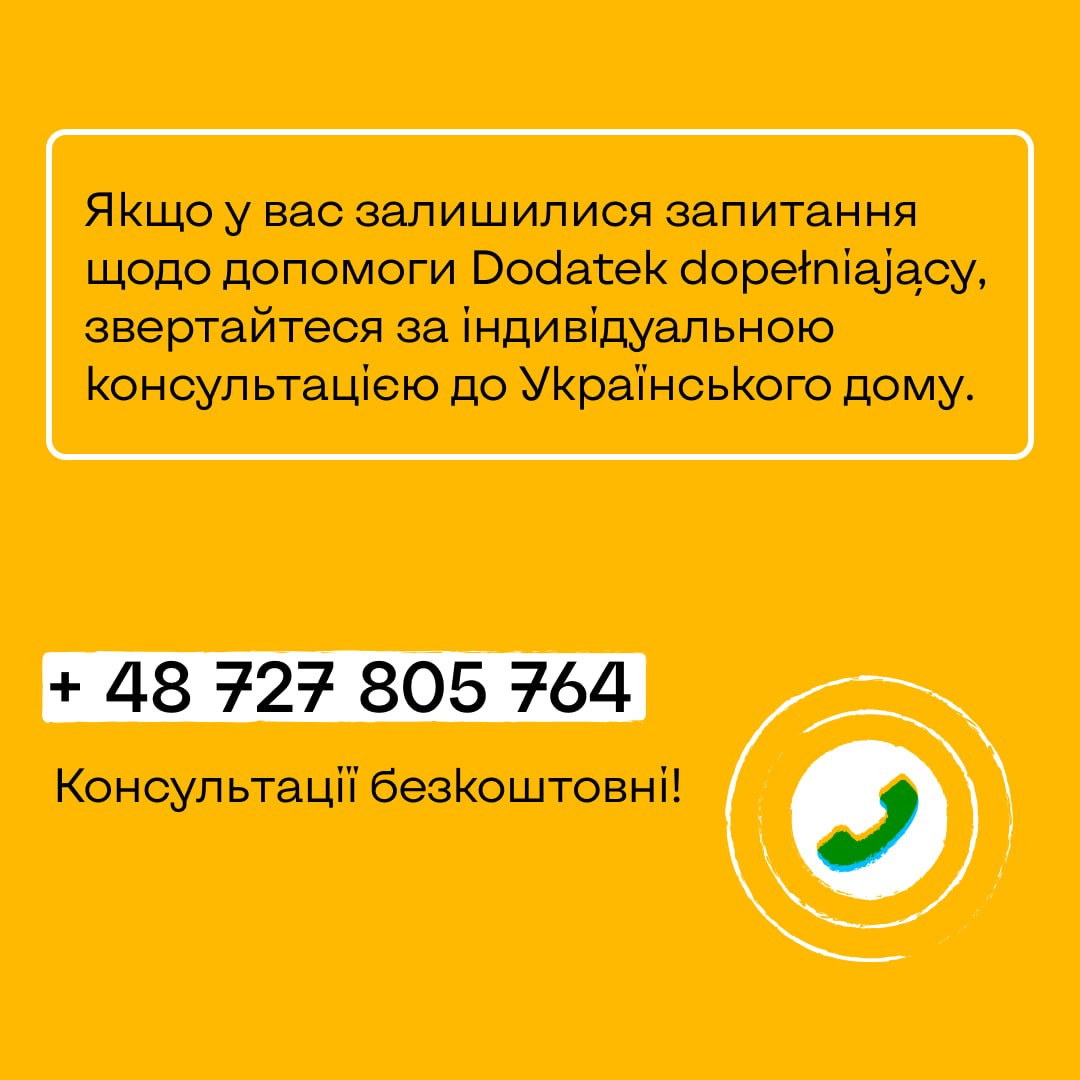 Якщо у вас залишилися запитання
щодо допомоги Dodatek dopełniający,
звертайтеся за індивідуальною
консультацією до Українського дому.
+ 48 727 805 764
Консультації безкоштовні!